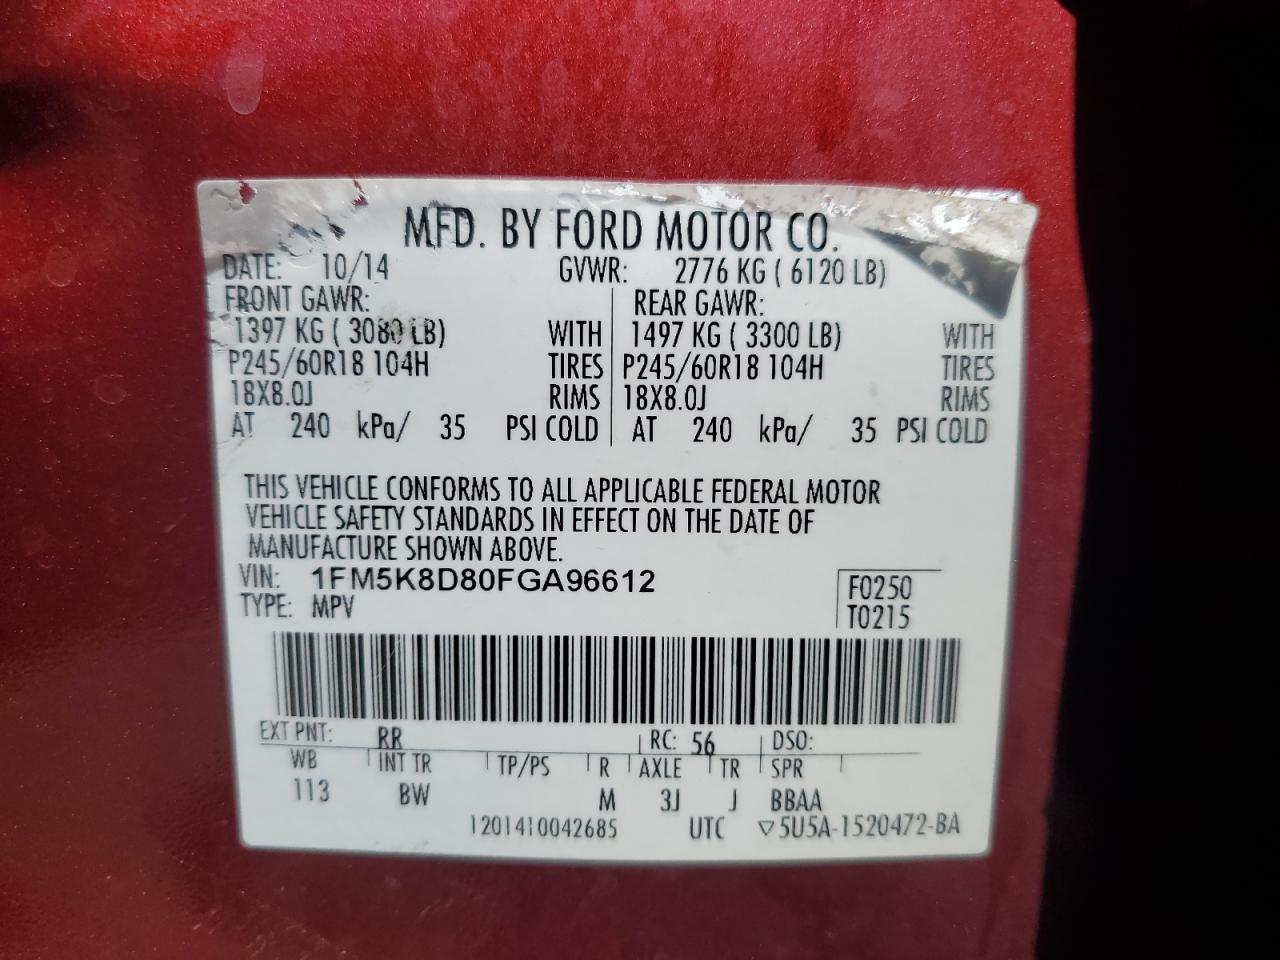 MFD. BY FORD MOTOR CO.
DATE: 10/14 GVWR: 2776 KG ( 6120 LB)
FRONT GAWR: REAR GAWR:
1397 KG ( 3080 LB) WITH 1497 KG ( 3300 LB) WITH
P245/60R18 104H TIRES P245/60R18 104H TIRES
18X8.0J RIMS 18X8.0J RIMS
AT 240 kPa/ 35 PSI COLD AT 240 kPa/ 35 PSI COLD
THIS VEHICLE CONFORMS TO ALL APPLICABLE FEDERAL MOTOR
VEHICLE SAFETY STANDARDS IN EFFECT ON THE DATE OF
MANUFACTURE SHOWN ABOVE.
VIN: 1FM5K8D80FGA96612 F0250
TYPE: MPV T0215
EXT PNT: RR RC: 56 DSO:
WB INT TR TP/PS R AXLE TR SPR
113 BW M 3J J BBAA
1201410042685 UTC ▽5U5A-1520472-BA